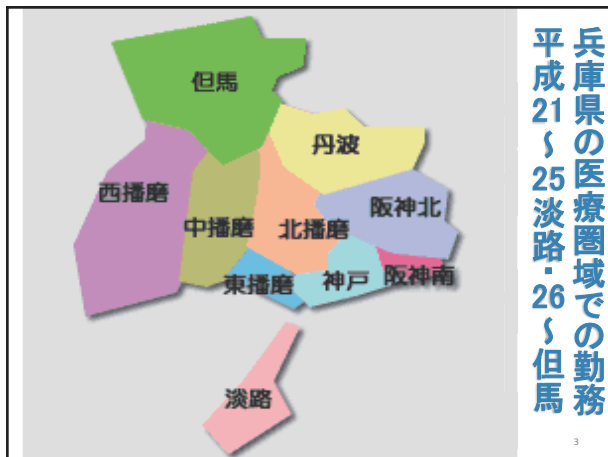 兵庫県の医療圏域での勤務
平成21~25淡路・26~但馬
但馬
丹波
西播磨
中播磨
北播磨
阪神北
東播磨
神戸
阪神南
淡路
3